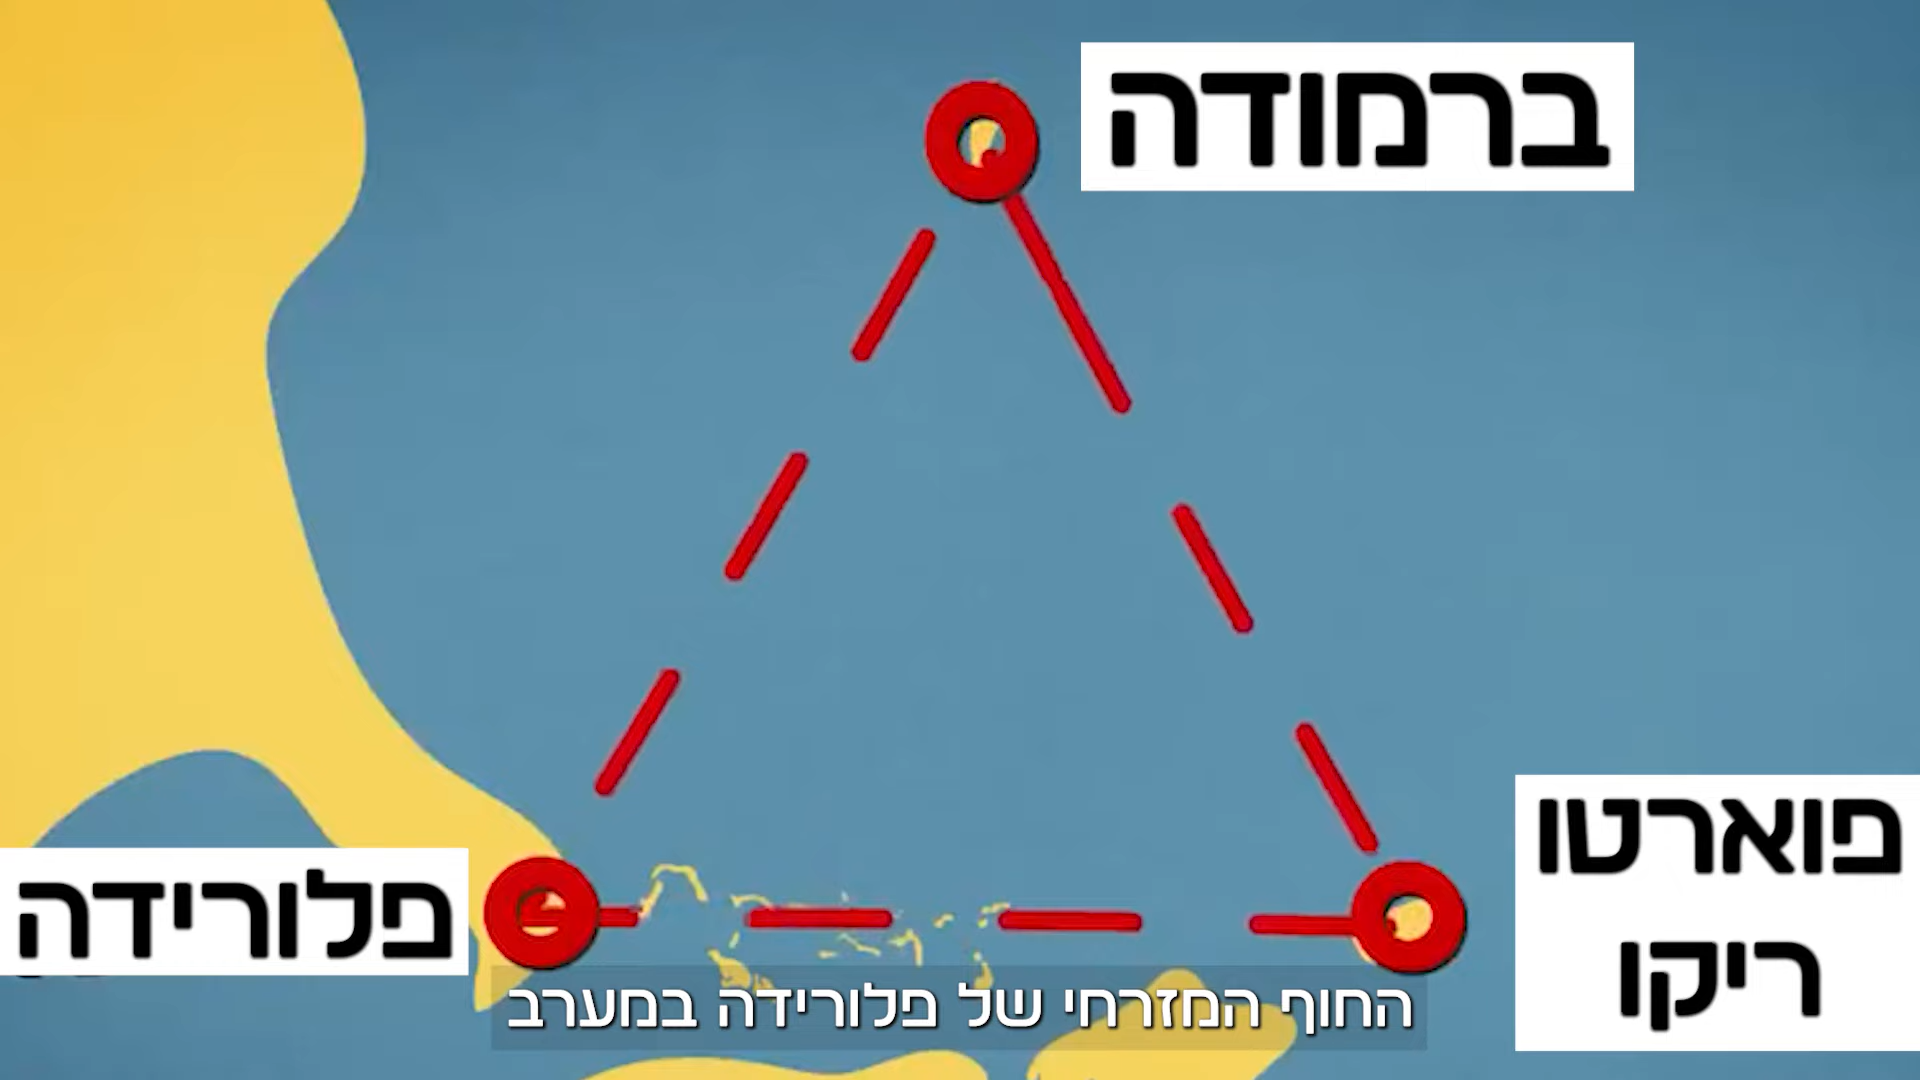 ברמודה
פוארטו
ריקו
פלורידה
החוף המזרחי של פלורידה במערב